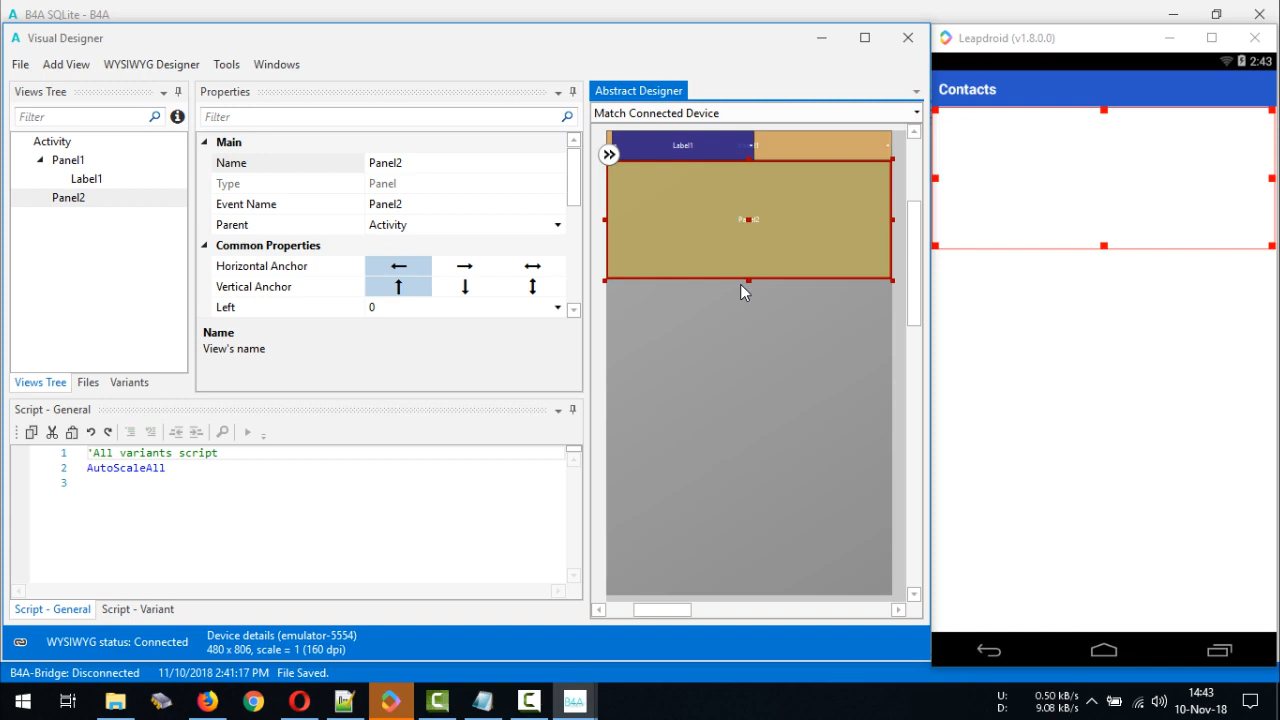 B4A SQLite - B4A
Visual Designer
File Add View WYSIWYG Designer Tools Windows
Views Tree
Filter
Activity
Panel1
Label1
Panel2
Views Tree Files Variants
Properties
Filter
Main
Name Panel2
Type Panel
Event Name Panel2
Parent Activity
Common Properties
Horizontal Anchor
Vertical Anchor
Left 0
Name
View's name
Abstract Designer
Match Connected Device
Label1
Script - General
1 'All variants script
2 AutoScaleAll
3
Script - General Script - Variant
WYSIWYG status: Connected
Device details (emulator-5554)
480 x 806, scale = 1 (160 dpi)
B4A-Bridge: Disconnected 11/10/2018 2:41:17 PM File Saved.
Leapdroid (v1.8.0.0)
2:43
Contacts
B4A
U: 0.50 kB/s
D: 9.08 kB/s
14:43
10-Nov-18